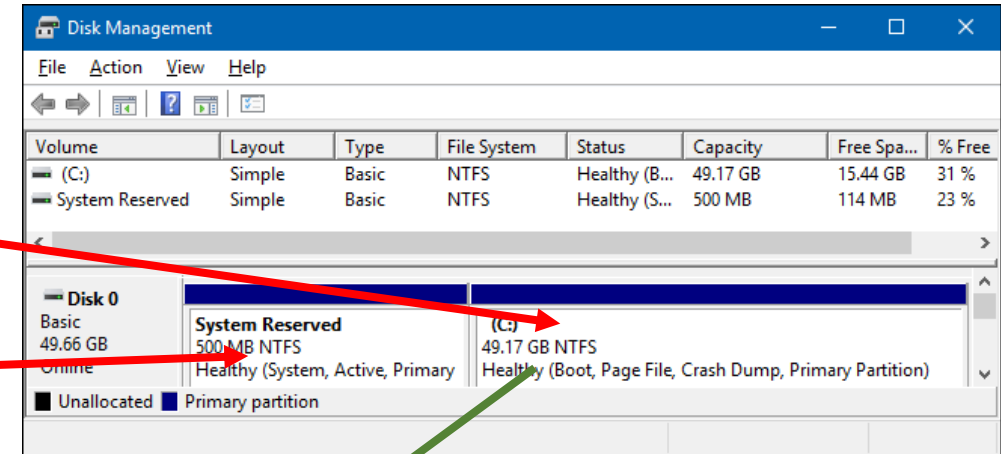 Disk Management
File Action View Help
Volume Layout Type File System Status Capacity Free Spa... % Free
(C:) Simple Basic NTFS Healthy (B... 49.17 GB 15.44 GB 31 %
System Reserved Simple Basic NTFS Healthy (S... 500 MB 114 MB 23 %
Disk 0
Basic
49.66 GB
Online
System Reserved
500 MB NTFS
Healthy (System, Active, Primary
(C:)
49.17 GB NTFS
Healthy (Boot, Page File, Crash Dump, Primary Partition)
Unallocated Primary partition